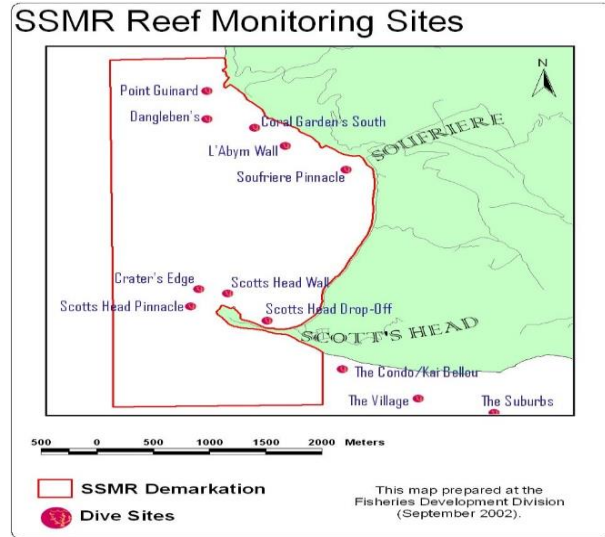 SSMR Reef Monitoring Sites
N
Point Guinard
Dangleben's
Coral Garden's South
L'Abym Wall
SOUFRIERE
Soufriere Pinnacle
Crater's Edge
Scotts Head Wall
Scotts Head Pinnacle
Scotts Head Drop-Off
SCOTT'S HEAD
The Condo/Kai Belleu
The Village
The Suburbs
500 0 500 1000 1500 2000 Meters
SSMR Demarkation
Dive Sites
This map prepared at the
Fisheries Development Division
(September 2002).